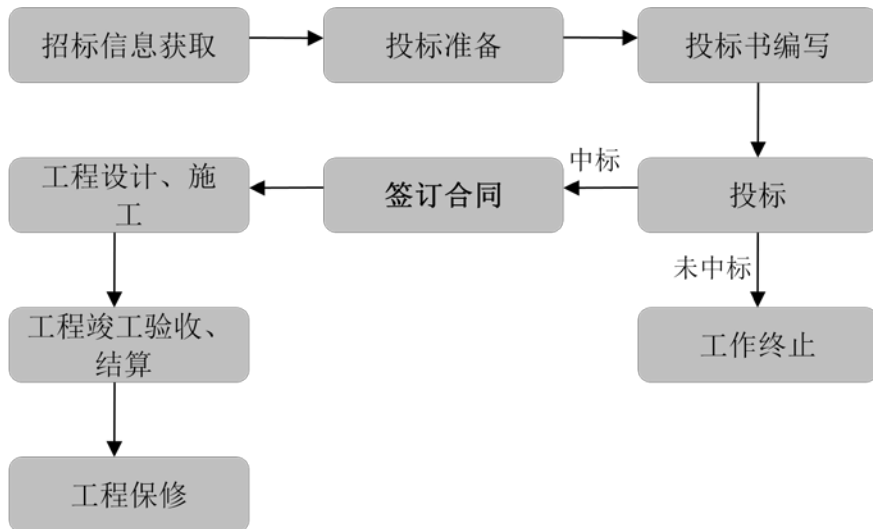 招标信息获取
投标准备
投标书编写
工程设计、施
工
签订合同
中标
投标
未中标
工程竣工验收、
结算
工作终止
工程保修